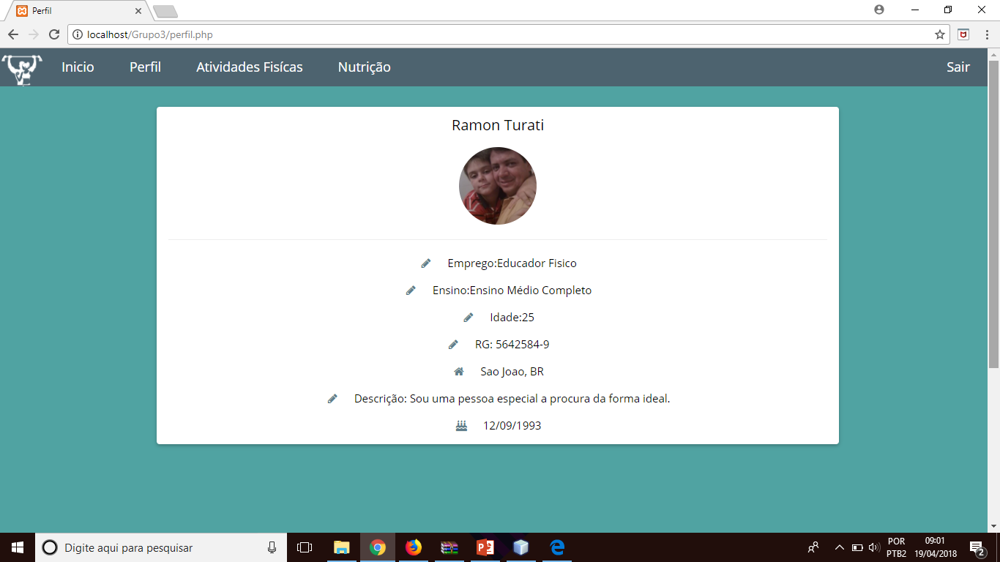 Perfil
localhost/Grupo3/perfil.php
Inicio Perfil Atividades Fisícas Nutrição Sair
Ramon Turati
Emprego:Educador Fisico
Ensino:Ensino Médio Completo
Idade:25
RG: 5642584-9
Sao Joao, BR
Descrição: Sou uma pessoa especial a procura da forma ideal.
12/09/1993
Digite aqui para pesquisar
POR 09:01
PTB2 19/04/2018
2